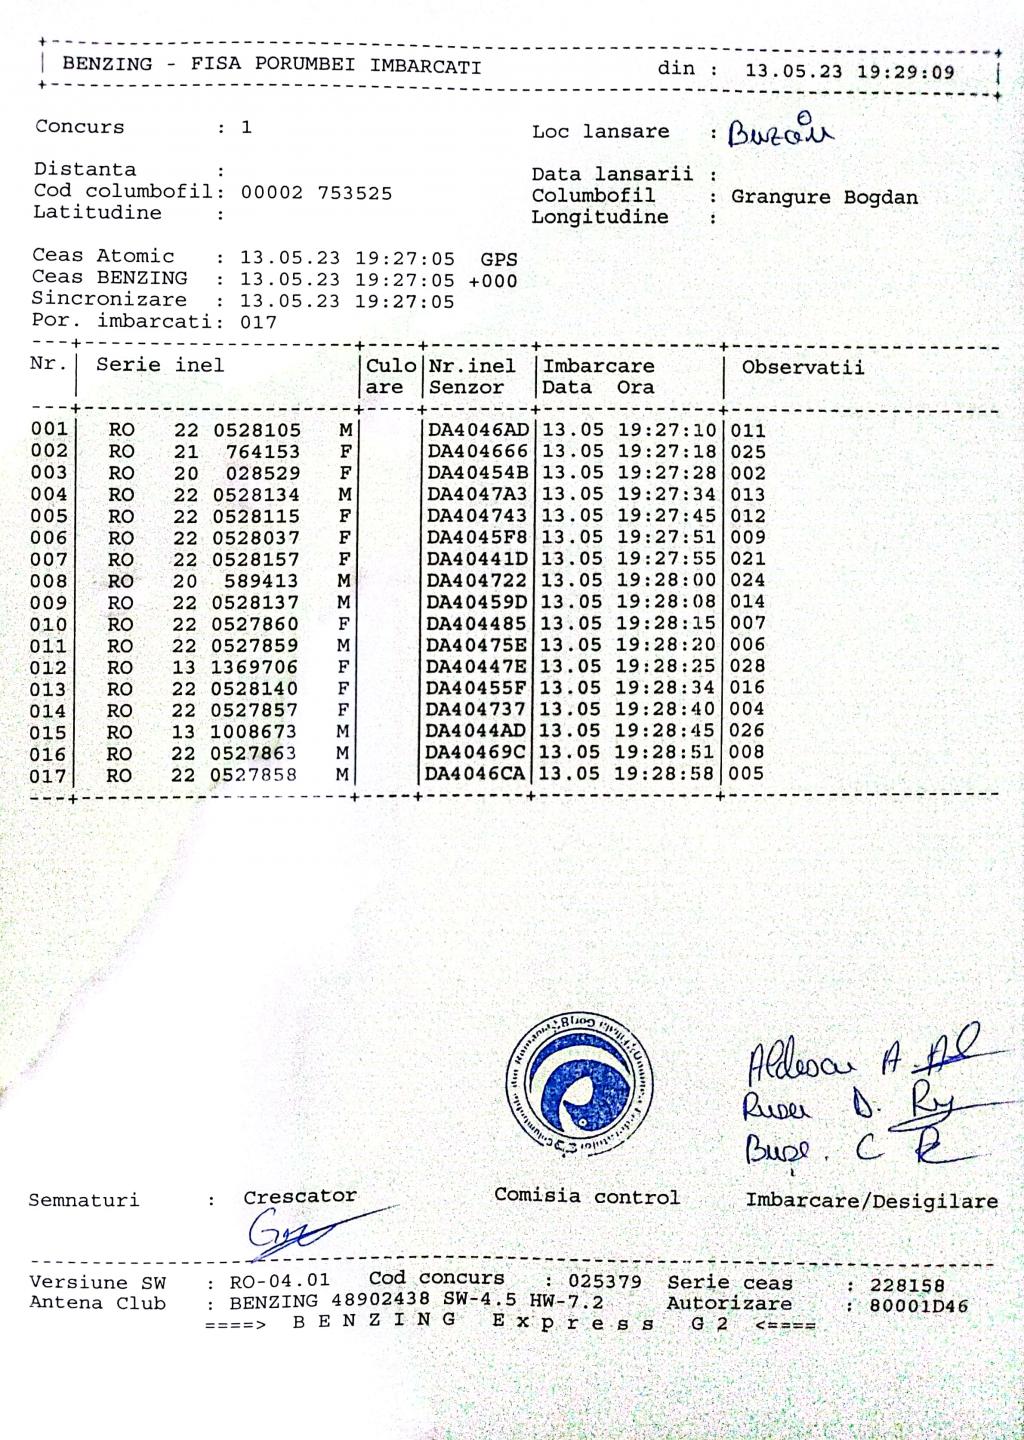 BENZING - FISA PORUMBEI IMBARCATI din : 13.05.23 19:29:09
Concurs : 1 Loc lansare : Buzău
Distanta : Data lansarii :
Cod columbofil: 00002 753525 Columbofil : Grangure Bogdan
Latitudine : Longitudine :
Ceas Atomic : 13.05.23 19:27:05 GPS
Ceas BENZING : 13.05.23 19:27:05 +000
Sincronizare : 13.05.23 19:27:05
Por. imbarcati: 017
Nr. Serie inel Culo Nr.inel Imbarcare Observatii
are Senzor Data Ora
001 RO 22 0528105 M DA4046AD 13.05 19:27:10 011
002 RO 21 764153 F DA404666 13.05 19:27:18 025
003 RO 20 028529 F DA40454B 13.05 19:27:28 002
004 RO 22 0528134 M DA4047A3 13.05 19:27:34 013
005 RO 22 0528115 F DA404743 13.05 19:27:45 012
006 RO 22 0528037 F DA4045F8 13.05 19:27:51 009
007 RO 22 0528157 F DA40441D 13.05 19:27:55 021
008 RO 20 589413 M DA404722 13.05 19:28:00 024
009 RO 22 0528137 M DA40459D 13.05 19:28:08 014
010 RO 22 0527860 F DA404485 13.05 19:28:15 007
011 RO 22 0527859 M DA40475E 13.05 19:28:20 006
012 RO 13 1369706 F DA40447E 13.05 19:28:25 028
013 RO 22 0528140 F DA40455F 13.05 19:28:34 016
014 RO 22 0527857 F DA404737 13.05 19:28:40 004
015 RO 13 1008673 M DA4044AD 13.05 19:28:45 026
016 RO 22 0527863 M DA40469C 13.05 19:28:51 008
017 RO 22 0527858 M DA4046CA 13.05 19:28:58 005
A.
D.
C
Semnaturi : Crescator Comisia control Imbarcare/Desigilare
Versiune SW : RO-04.01 Cod concurs : 025379 Serie ceas : 228158
Antena Club : BENZING 48902438 SW-4.5 HW-7.2 Autorizare : 80001D46
====> B E N Z I N G E x p r e s s G 2 <====